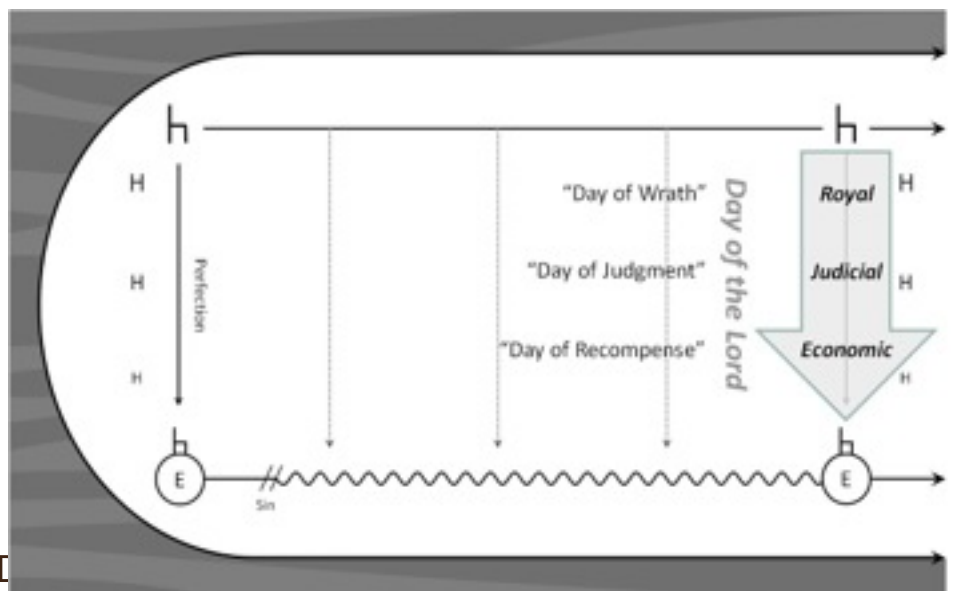 H
H
H
Perfection
E
Sin
"Day of Wrath"
"Day of Judgment"
"Day of Recompense"
Day of the Lord
Royal
Judicial
Economic
H
H
H
E